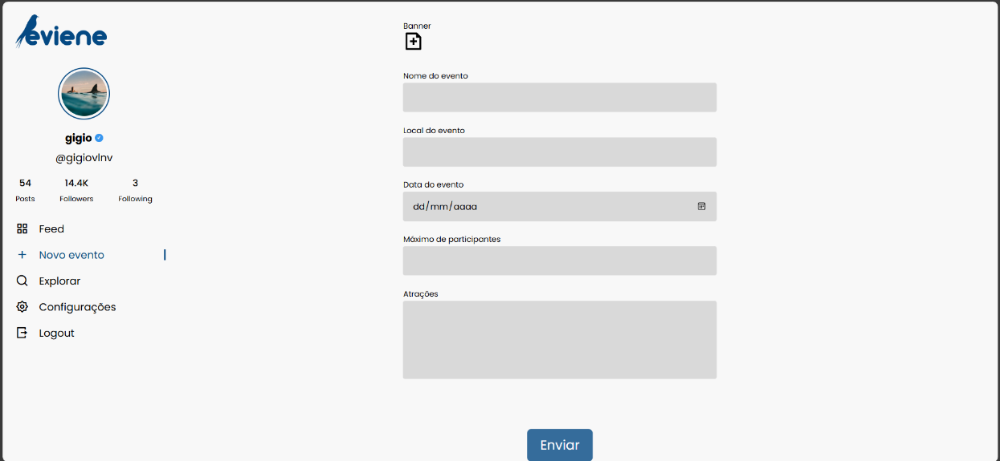 eviene
gigio
@gigiovlnv
54 14.4K 3
Posts Followers Following
Feed
Novo evento
Explorar
Configurações
Logout
Banner
Nome do evento
Local do evento
Data do evento
dd/mm/aaaa
Máximo de participantes
Atrações
Enviar